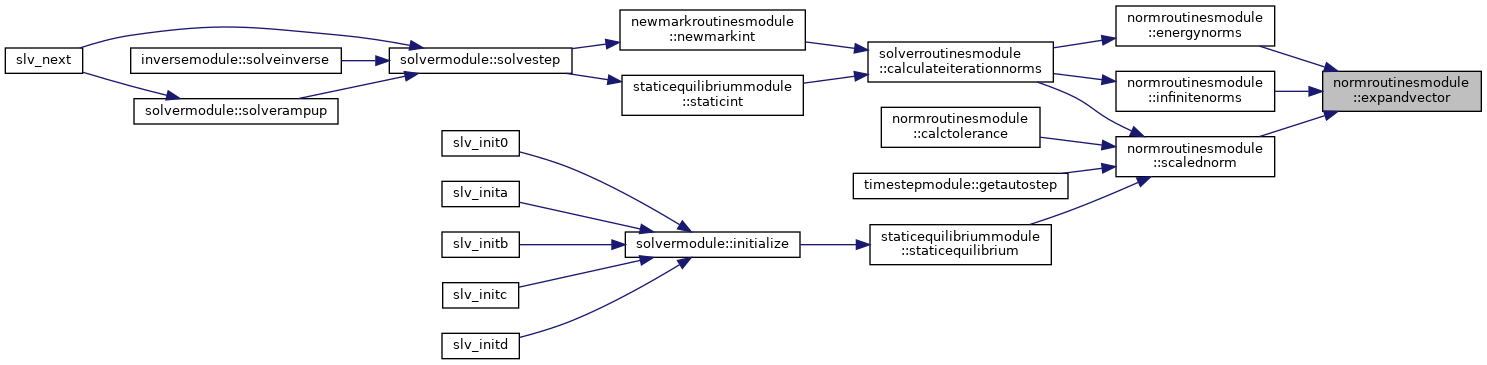 slv_next
inversemodule::solveinverse
solvermodule::solverampup
solvermodule::solvestep
newmarkroutinesmodule
::newmarkint
staticequilibriummodule
::staticint
solverroutinesmodule
::calculateiterationnorms
normroutinesmodule
::energynorms
normroutinesmodule
::infinitenorms
normroutinesmodule
::expandvector
normroutinesmodule
::calctolerance
normroutinesmodule
::scalednorm
timestepmodule::getautostep
slv_init0
slv_inita
slv_initb
slv_initc
slv_initd
solvermodule::initialize
staticequilibriummodule
::staticequilibrium